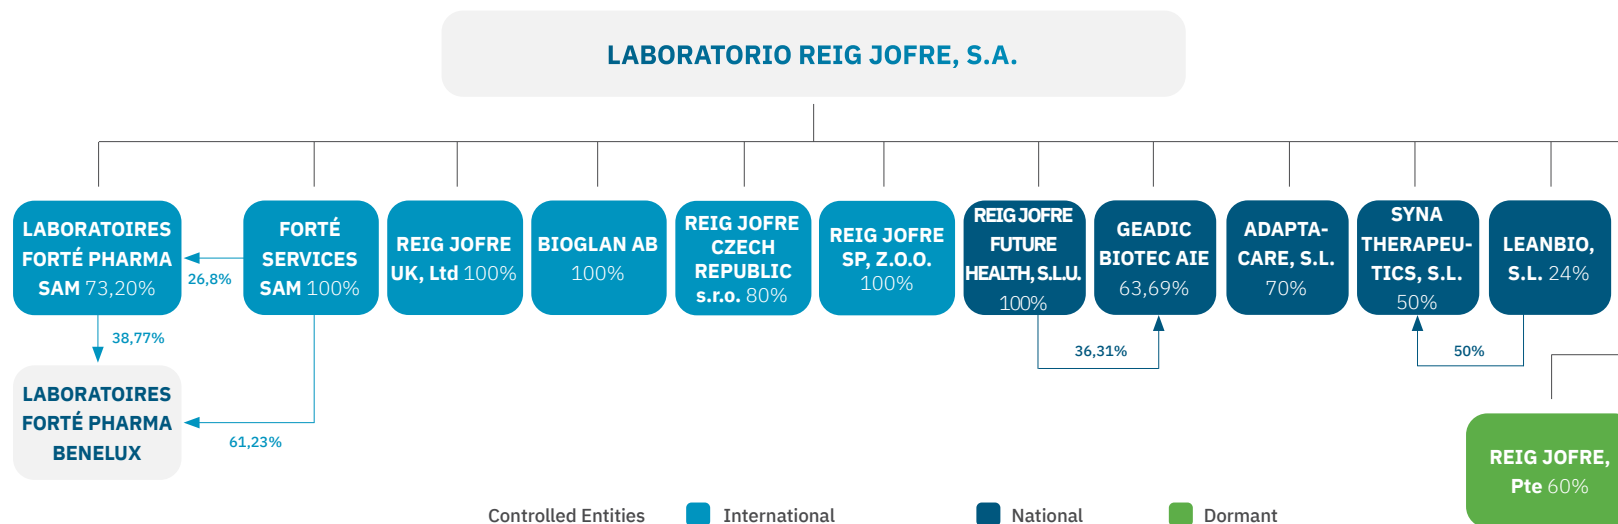 LABORATORIO REIG JOFRE, S.A.
LABORATOIRES
FORTÉ PHARMA
SAM 73,20%
26,8%
FORTÉ
SERVICES
SAM 100%
REIG JOFRE
UK, Ltd 100%
BIOGLAN AB
100%
REIG JOFRE
CZECH
REPUBLIC
s.r.o. 80%
REIG JOFRE
SP, Z.O.O.
100%
REIG JOFRE
FUTURE
HEALTH, S.L.U.
100%
GEADIC
BIOTEC AIE
63,69%
ADAPTA-
CARE, S.L.
70%
SYNA
THERAPEU-
TICS, S.L.
50%
LEANBIO,
S.L. 24%
38,77%
36,31%
50%
LABORATOIRES
FORTÉ PHARMA
BENELUX
61,23%
REIG JOFRE,
Pte 60%
Controlled Entities
International
National
Dormant